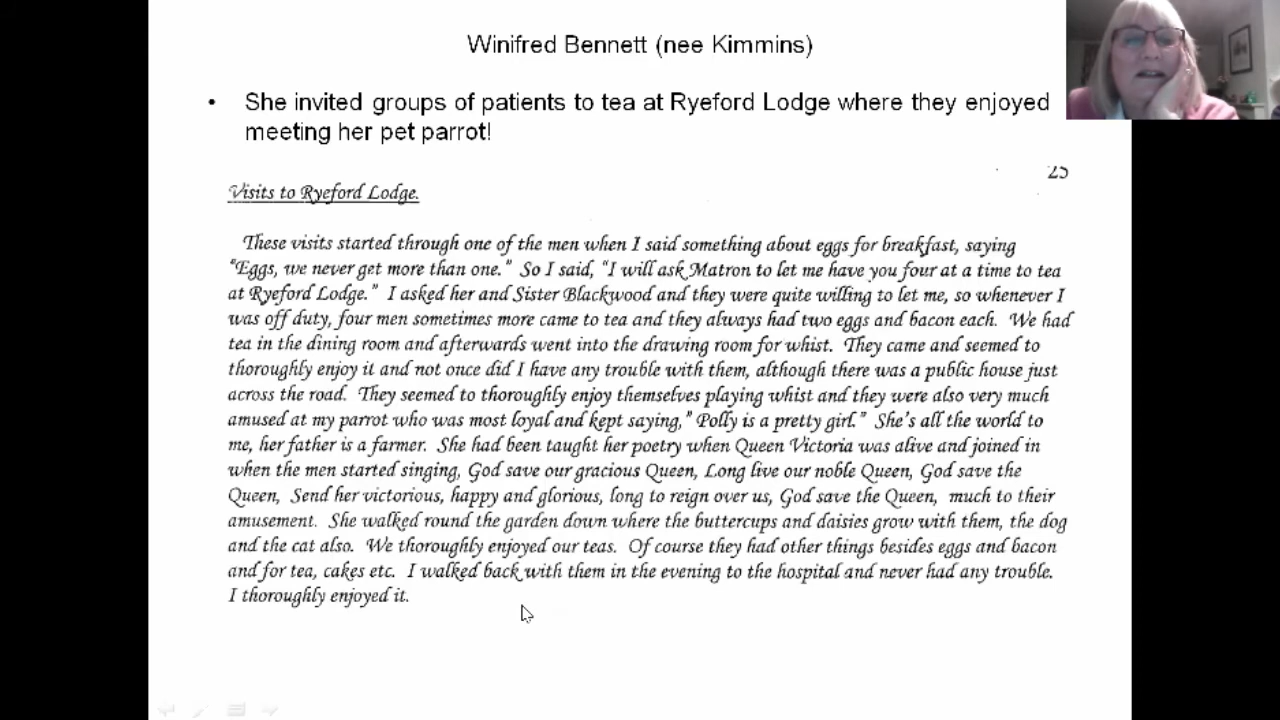 Winifred Bennett (nee Kimmins)
• She invited groups of patients to tea at Ryeford Lodge where they enjoyed
meeting her pet parrot!
25
Visits to Ryeford Lodge.
These visits started through one of the men when I said something about eggs for breakfast, saying
"Eggs, we never get more than one." So I said, "I will ask Matron to let me have you four at a time to tea
at Ryeford Lodge." I asked her and Sister Blackwood and they were quite willing to let me, so whenever I
was off duty, four men sometimes more came to tea and they always had two eggs and bacon each. We had
tea in the dining room and afterwards went into the drawing room for whist. They came and seemed to
thoroughly enjoy it and not once did I have any trouble with them, although there was a public house just
across the road. They seemed to thoroughly enjoy themselves playing whist and they were also very much
amused at my parrot who was most loyal and kept saying," Polly is a pretty girl." She's all the world to
me, her father is a farmer. She had been taught her poetry when Queen Victoria was alive and joined in
when the men started singing, God save our gracious Queen, Long live our noble Queen, God save the
Queen, Send her victorious, happy and glorious, long to reign over us, God save the Queen, much to their
amusement. She walked round the garden down where the buttercups and daisies grow with them, the dog
and the cat also. We thoroughly enjoyed our teas. Of course they had other things besides eggs and bacon
and for tea, cakes etc. I walked back with them in the evening to the hospital and never had any trouble.
I thoroughly enjoyed it.